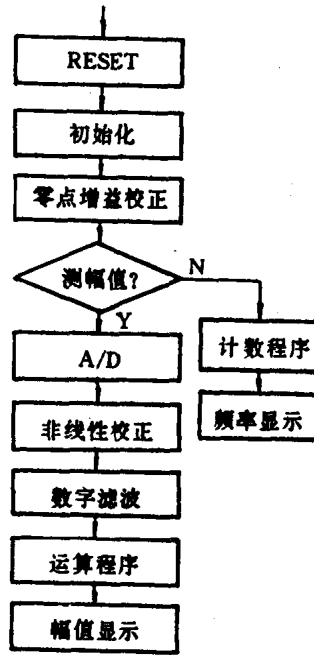 RESET
初始化
零点增益校正
测幅值?
N
Y
计数程序
A/D
频率显示
非线性校正
数字滤波
运算程序
幅值显示